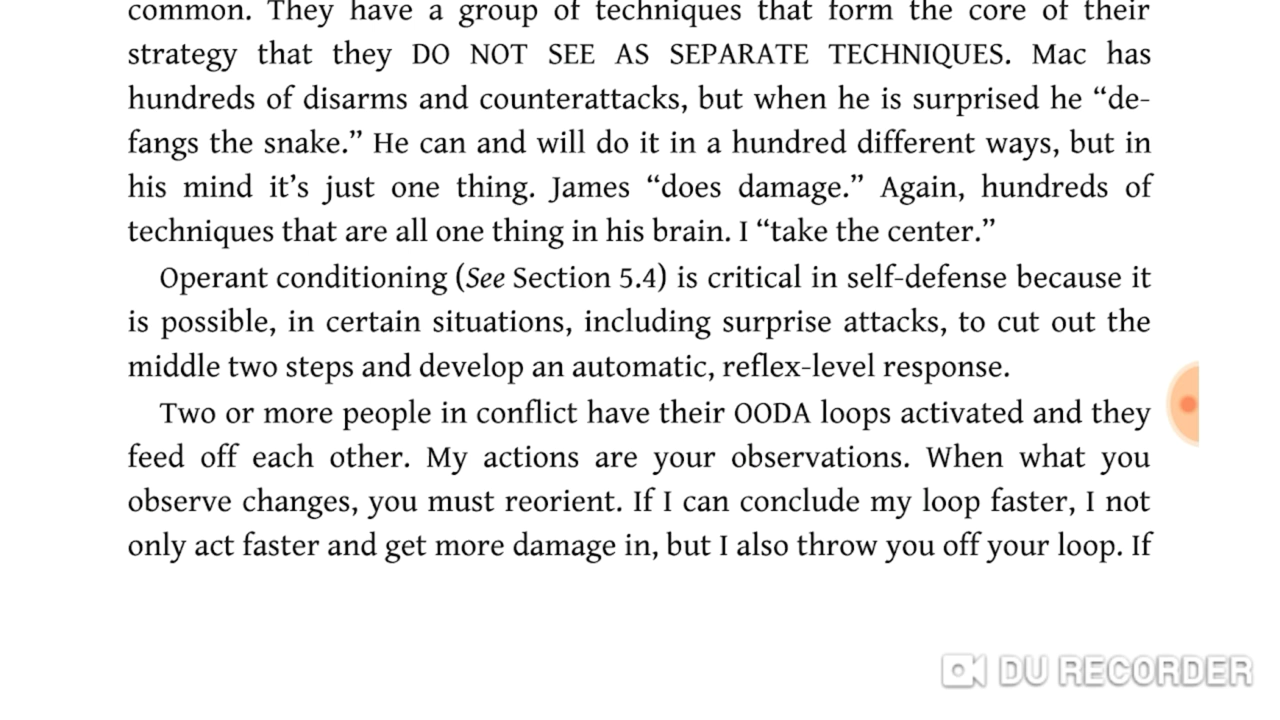 common. They have a group of techniques that form the core of their
strategy that they DO NOT SEE AS SEPARATE TECHNIQUES. Mac has
hundreds of disarms and counterattacks, but when he is surprised he “de-
fangs the snake.” He can and will do it in a hundred different ways, but in
his mind it’s just one thing. James “does damage.” Again, hundreds of
techniques that are all one thing in his brain. I “take the center.”
Operant conditioning (See Section 5.4) is critical in self-defense because it
is possible, in certain situations, including surprise attacks, to cut out the
middle two steps and develop an automatic, reflex-level response.
Two or more people in conflict have their OODA loops activated and they
feed off each other. My actions are your observations. When what you
observe changes, you must reorient. If I can conclude my loop faster, I not
only act faster and get more damage in, but I also throw you off your loop. If
DU RECORDER